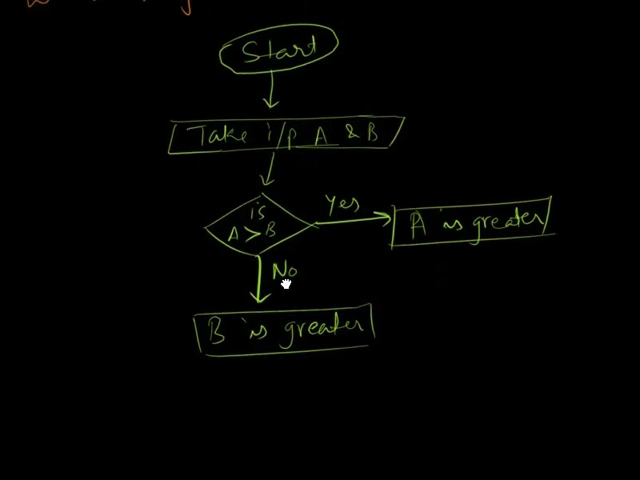 Start
Take i/p A & B
is
A > B
Yes
A is greater
No
B is greater